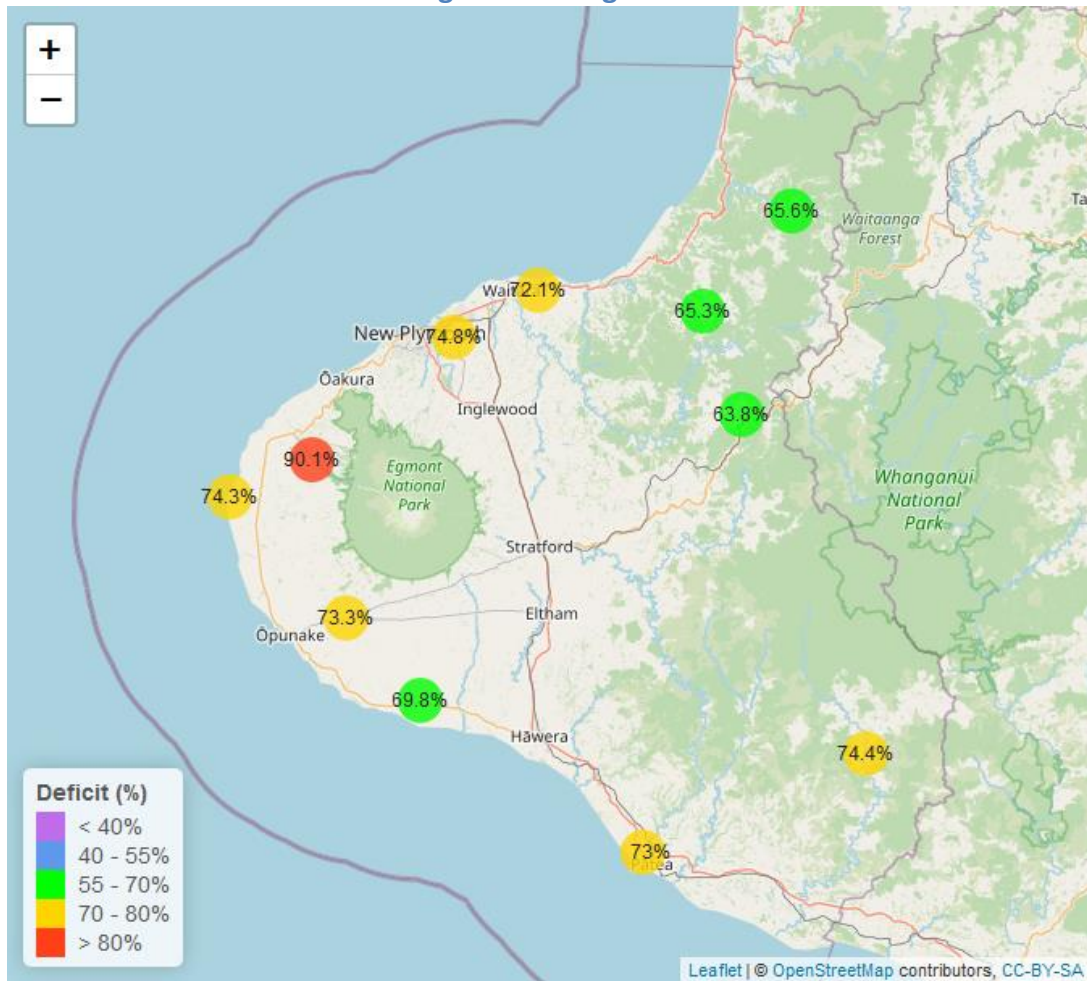 +
−
65.6%
Waitaanga
Forest
Ta
72.1%
65.3%
74.8%
Ōakura
Inglewood
63.8%
90.1%
Egmont
National
Park
74.3%
Whanganui
National
Park
Stratford
73.3%
Ōpunake
Eltham
69.8%
Hāwera
74.4%
73%
Pātea
Deficit (%)
< 40%
40 - 55%
55 - 70%
70 - 80%
> 80%
Leaflet | © OpenStreetMap contributors, CC-BY-SA